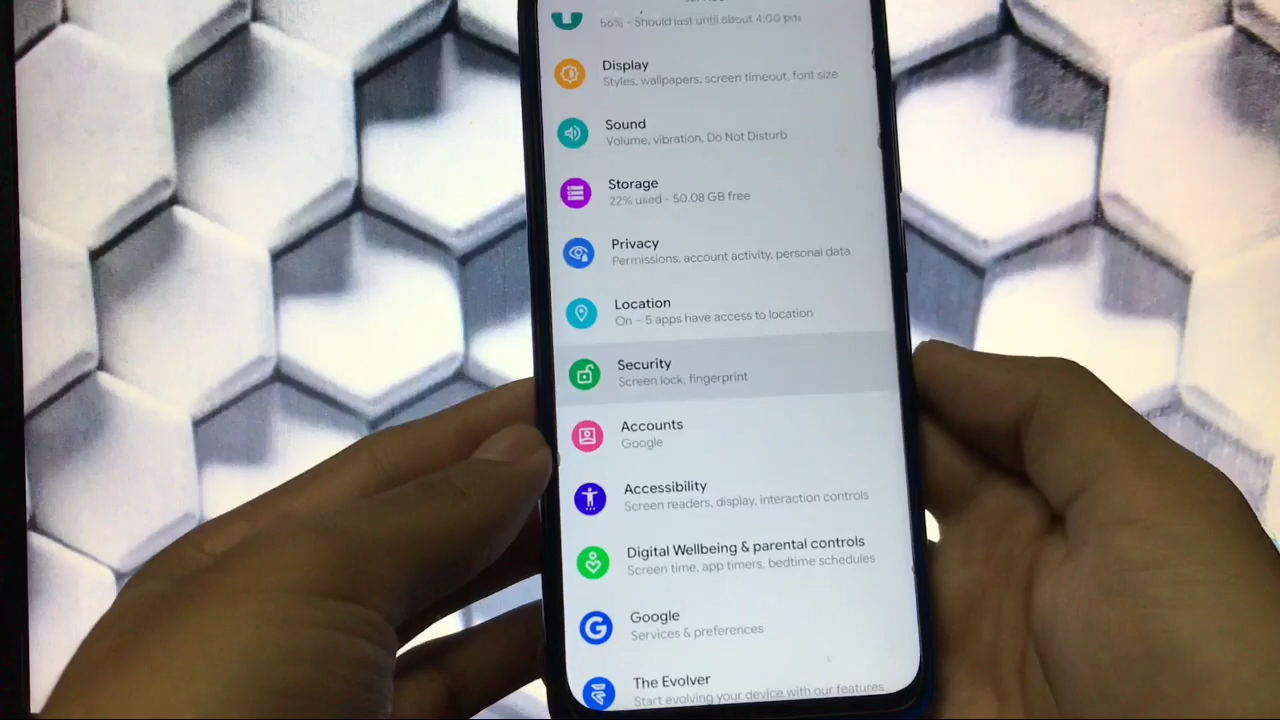 56% - Should last until about 4:00 pm
Display
Styles, wallpapers, screen timeout, font size
Sound
Volume, vibration, Do Not Disturb
Storage
22% used - 50.08 GB free
Privacy
Permissions, account activity, personal data
Location
On – 5 apps have access to location
Security
Screen lock, fingerprint
Accounts
Google
Accessibility
Screen readers, display, interaction controls
Digital Wellbeing & parental controls
Screen time, app timers, bedtime schedules
Google
Services & preferences
The Evolver
Start evolving your device with our features